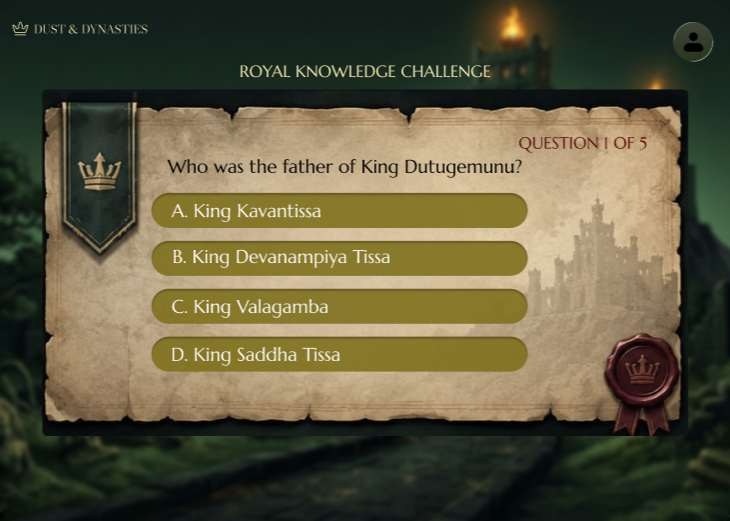 DUST & DYNASTIES
ROYAL KNOWLEDGE CHALLENGE
QUESTION 1 OF 5
Who was the father of King Dutugemunu?
A. King Kavantissa
B. King Devanampiya Tissa
C. King Valagamba
D. King Saddha Tissa